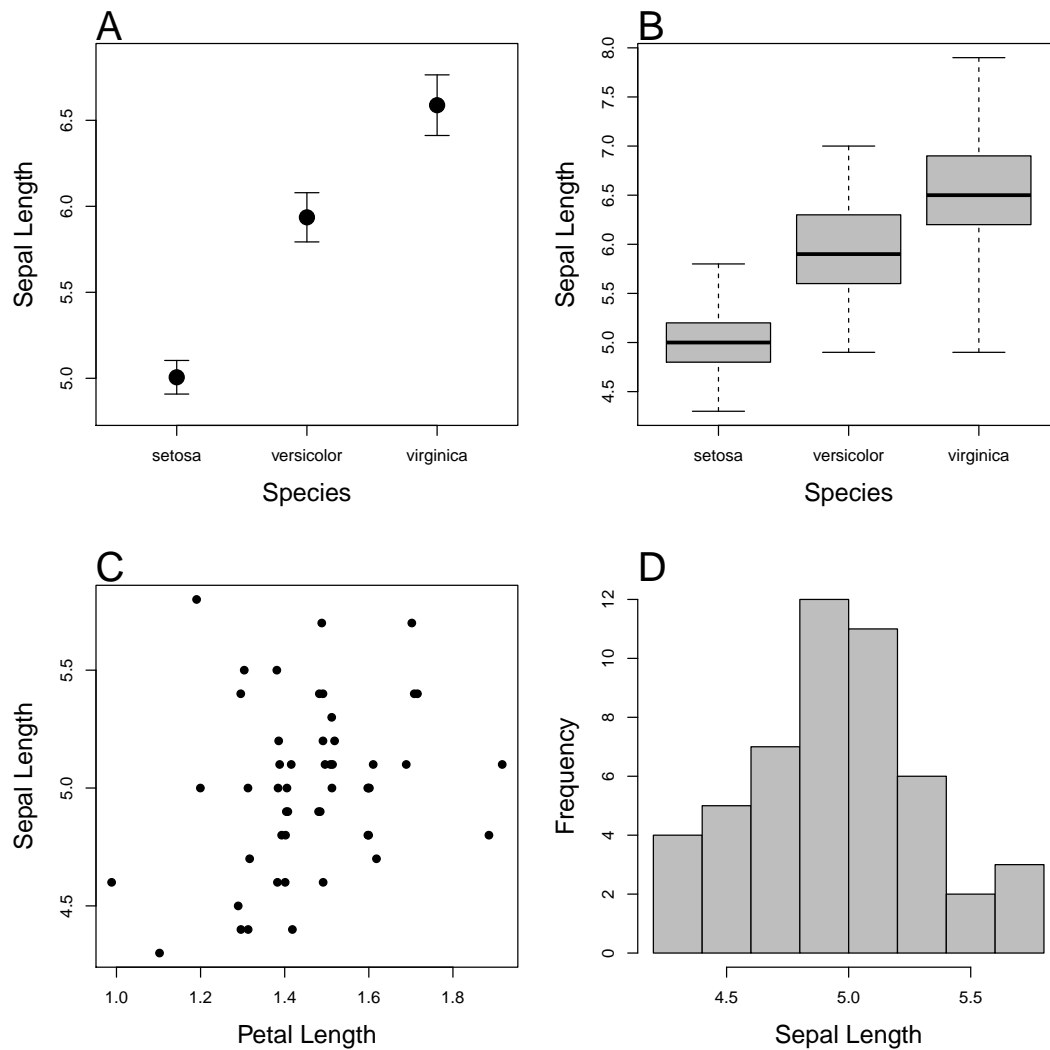 A
Sepal Length
5.0 5.5 6.0 6.5
setosa versicolor virginica
Species
B
Sepal Length
4.5 5.0 5.5 6.0 6.5 7.0 7.5 8.0
setosa versicolor virginica
Species
C
Sepal Length
4.5 5.0 5.5
1.0 1.2 1.4 1.6 1.8
Petal Length
D
Frequency
0 2 4 6 8 10 12
4.5 5.0 5.5
Sepal Length